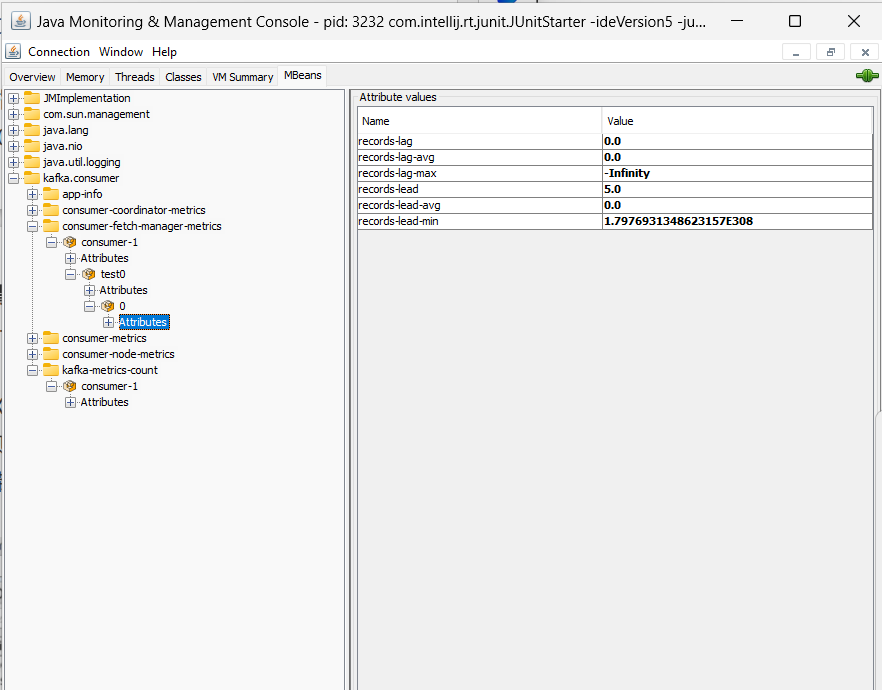 Java Monitoring & Management Console - pid: 3232 com.intellij.rt.junit.JUnitStarter -ideVersion5 -ju...
Connection Window Help
Overview Memory Threads Classes VM Summary MBeans
JMImplementation
com.sun.management
java.lang
java.nio
java.util.logging
kafka.consumer
app-info
consumer-coordinator-metrics
consumer-fetch-manager-metrics
consumer-1
Attributes
test0
Attributes
0
Attributes
consumer-metrics
consumer-node-metrics
kafka-metrics-count
consumer-1
Attributes
Attribute values
Name Value
records-lag 0.0
records-lag-avg 0.0
records-lag-max -Infinity
records-lead 5.0
records-lead-avg 0.0
records-lead-min 1.7976931348623157E308